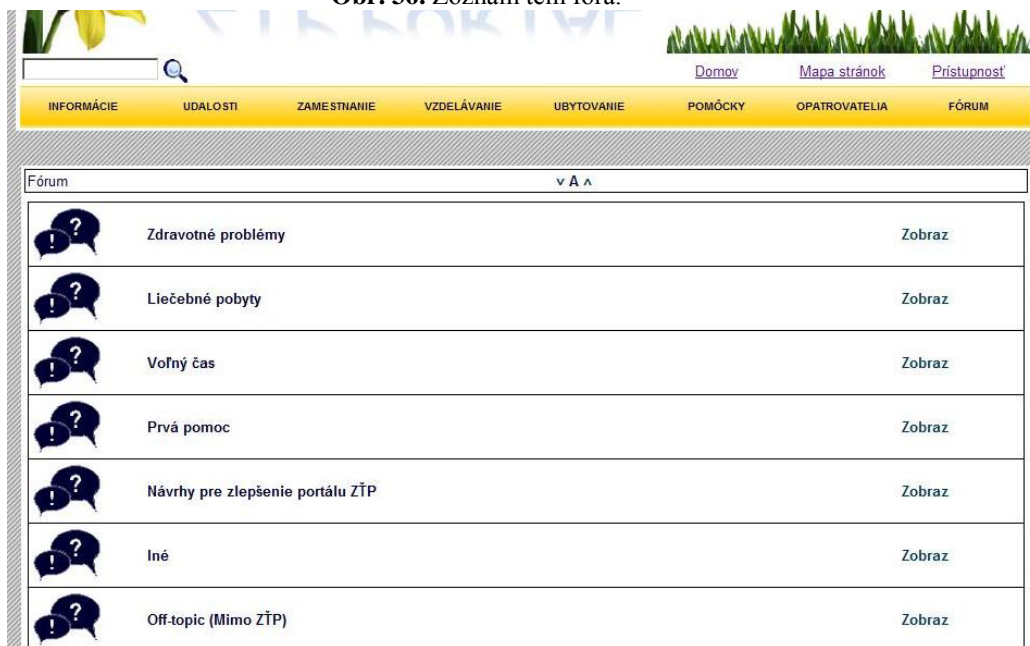 Zoznam tém fóra.
Domov Mapa stránok Prístupnosť
INFORMÁCIE UDALOSTI ZAMESTNANIE VZDELÁVANIE UBYTOVANIE POMÔCKY OPATROVATELIA FÓRUM
Fórum v A ʌ
Zdravotné problémy Zobraz
Liečebné pobyty Zobraz
Voľný čas Zobraz
Prvá pomoc Zobraz
Návrhy pre zlepšenie portálu ZŤP Zobraz
Iné Zobraz
Off-topic (Mimo ZŤP) Zobraz